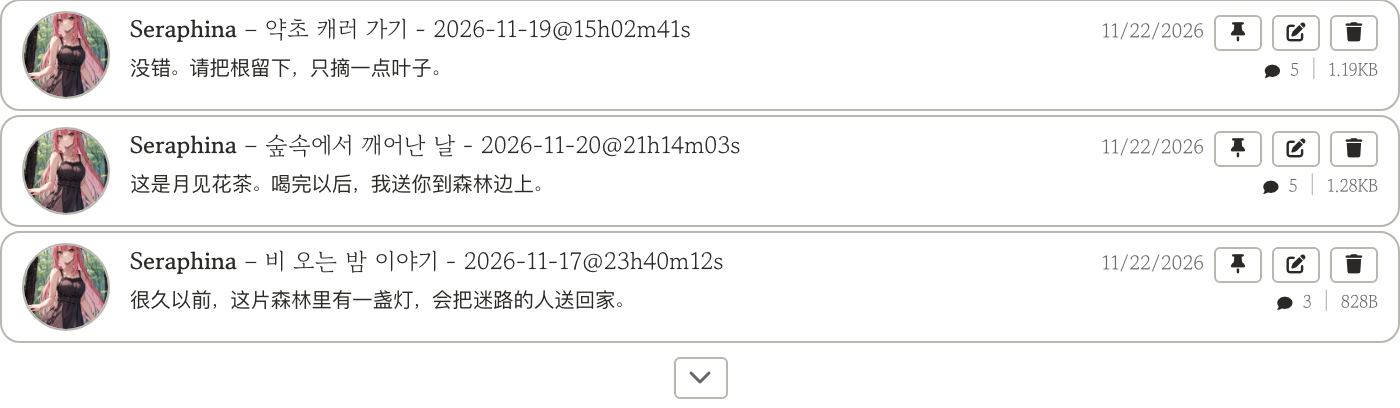 Seraphina – 약초 캐러 가기 - 2026-11-19@15h02m41s
11/22/2026
没错。请把根留下，只摘一点叶子。
5 | 1.19KB
Seraphina – 숲속에서 깨어난 날 - 2026-11-20@21h14m03s
11/22/2026
这是月见花茶。喝完以后，我送你到森林边上。
5 | 1.28KB
Seraphina – 비 오는 밤 이야기 - 2026-11-17@23h40m12s
11/22/2026
很久以前，这片森林里有一盏灯，会把迷路的人送回家。
3 | 828B